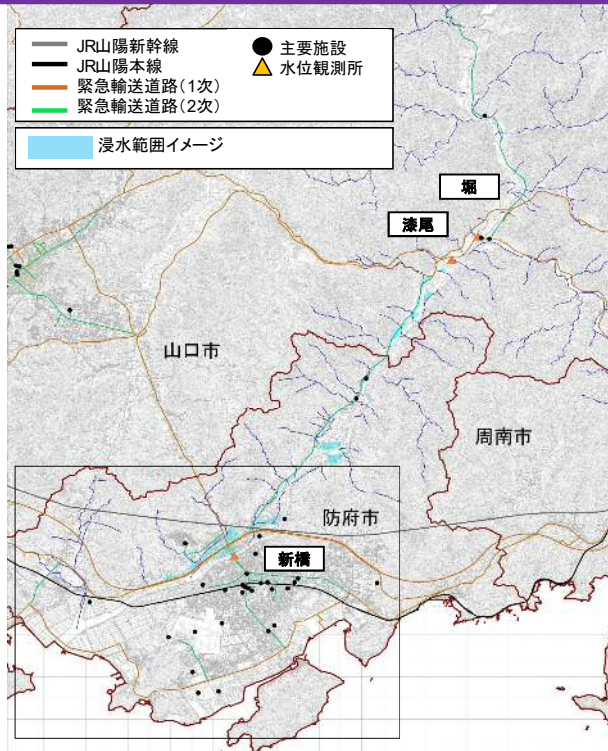 JR山陽新幹線
JR山陽本線
緊急輸送道路(1次)
緊急輸送道路(2次)
主要施設
水位観測所
浸水範囲イメージ
堀
漆尾
山口市
周南市
防府市
新橋